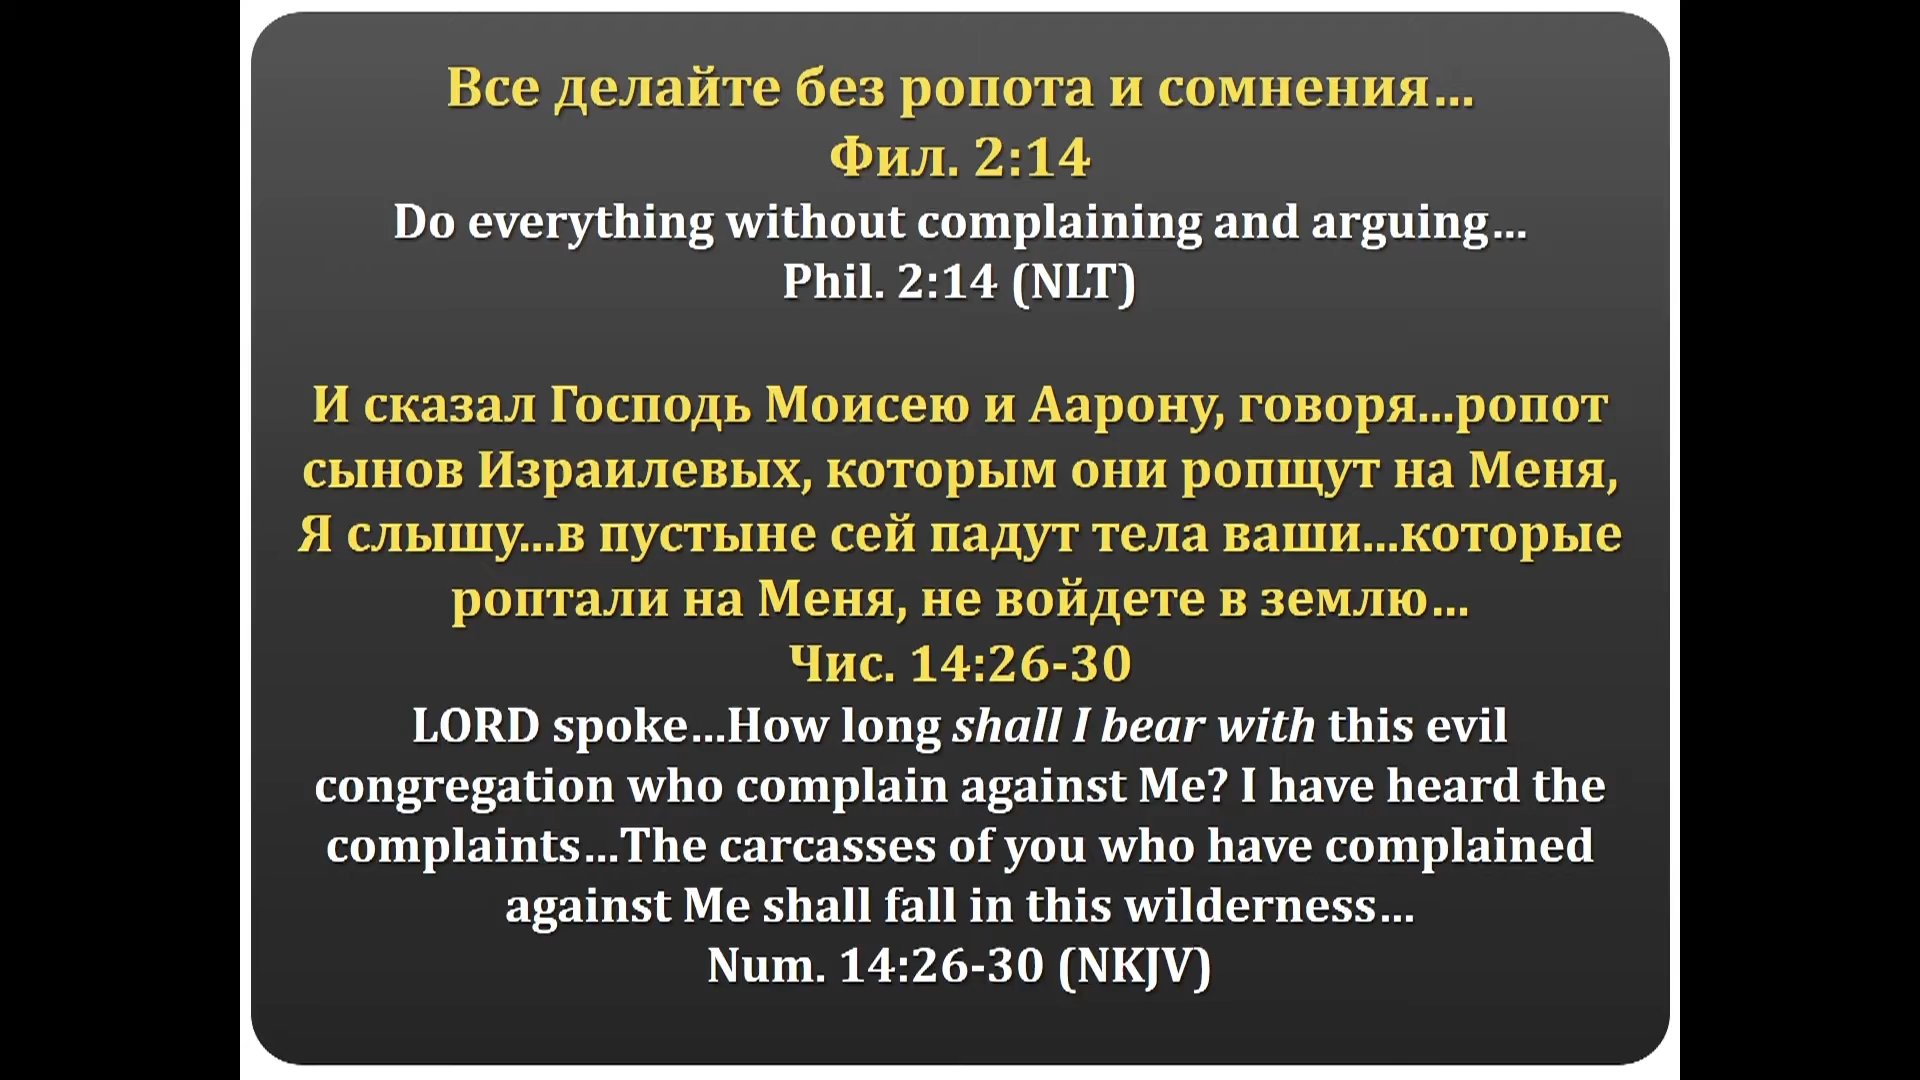 Все делайте без ропота и сомнения…
Фил. 2:14
Do everything without complaining and arguing…
Phil. 2:14 (NLT)
И сказал Господь Моисею и Аарону, говоря…ропот
сынов Израилевых, которым они ропщут на Меня,
Я слышу…в пустыне сей падут тела ваши…которые
роптали на Меня, не войдете в землю…
Чис. 14:26-30
LORD spoke…How long shall I bear with this evil
congregation who complain against Me? I have heard the
complaints…The carcasses of you who have complained
against Me shall fall in this wilderness…
Num. 14:26-30 (NKJV)